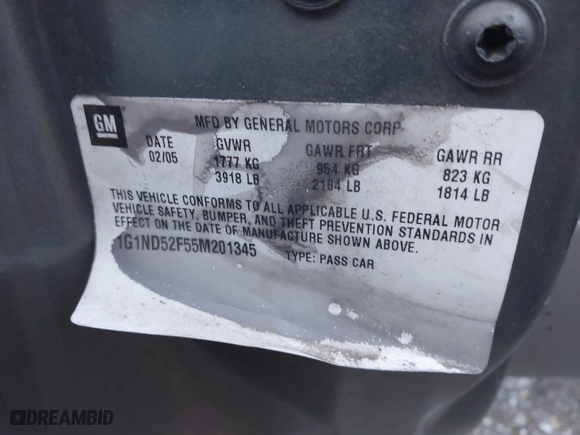 GM
MFD BY GENERAL MOTORS CORP
DATE GVWR GAWR FRT GAWR RR
02/05 1777 KG 954 KG 823 KG
3918 LB 2104 LB 1814 LB
THIS VEHICLE CONFORMS TO ALL APPLICABLE U.S. FEDERAL MOTOR
VEHICLE SAFETY, BUMPER, AND THEFT PREVENTION STANDARDS IN
EFFECT ON THE DATE OF MANUFACTURE SHOWN ABOVE.
1G1ND52F55M201345 TYPE: PASS CAR
DREAMBID